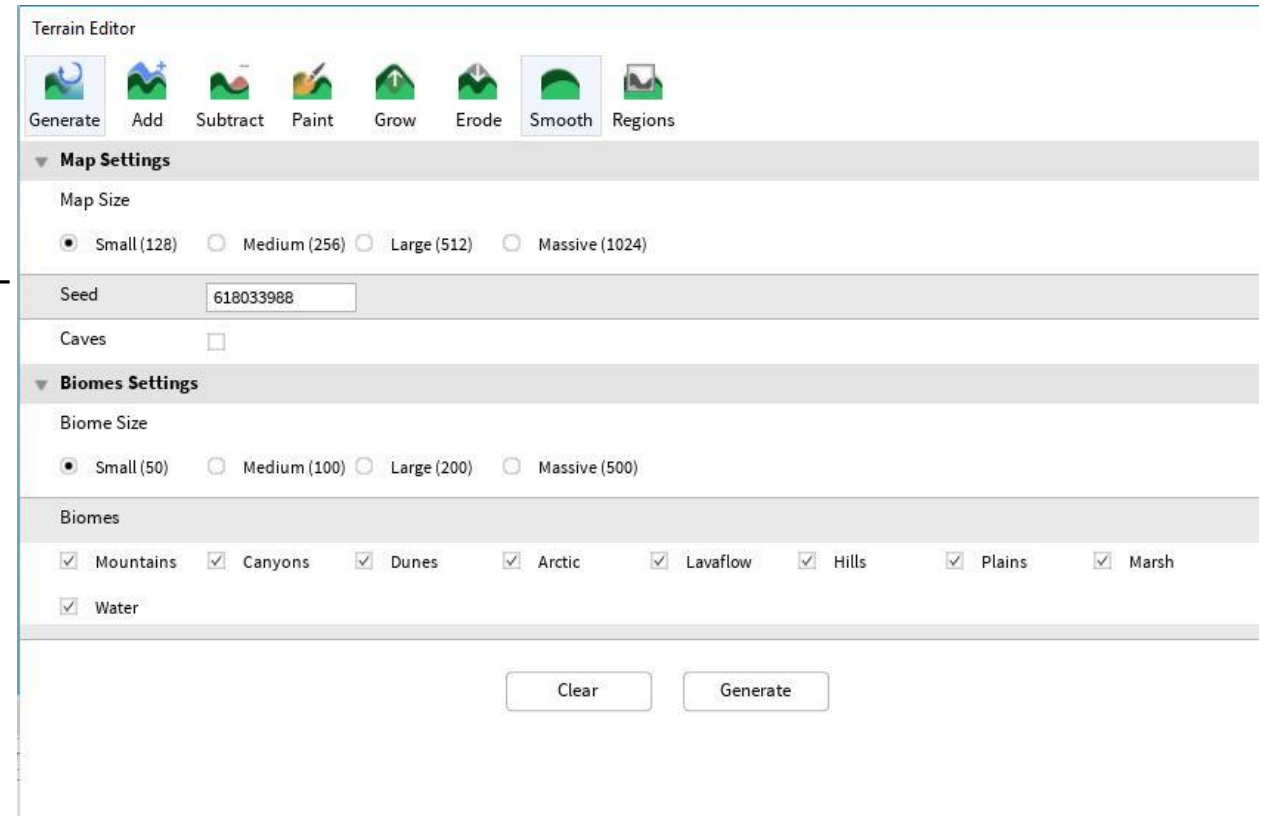 Terrain Editor
Generate Add Subtract Paint Grow Erode Smooth Regions
Map Settings
Map Size
Small (128) Medium (256) Large (512) Massive (1024)
Seed 618033988
Caves
Biomes Settings
Biome Size
Small (50) Medium (100) Large (200) Massive (500)
Biomes
Mountains Canyons Dunes Arctic Lavaflow Hills Plains Marsh
Water
Clear Generate